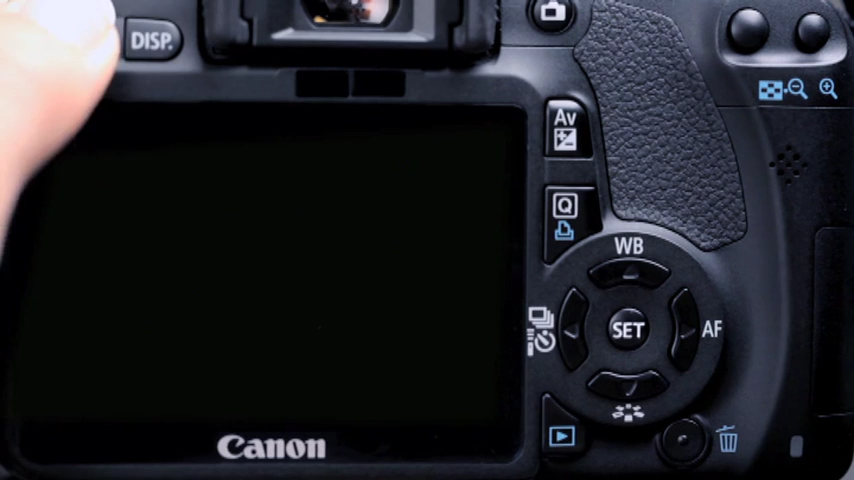 DISP.
Av
Q
WB
SET
AF
Canon